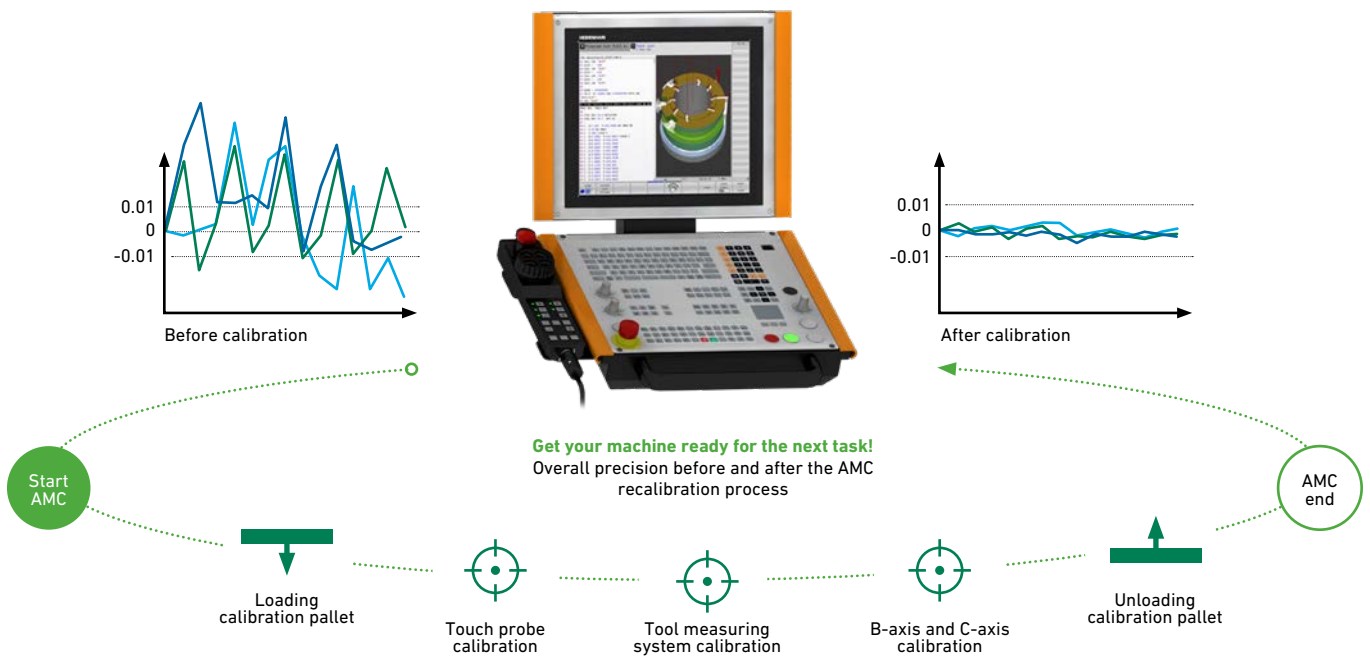 HEIDENHAIN
0.01
0
-0.01
Before calibration
0.01
0
-0.01
After calibration
Get your machine ready for the next task!
Overall precision before and after the AMC
recalibration process
Start
AMC
AMC
end
Loading
calibration pallet
Touch probe
calibration
Tool measuring
system calibration
B-axis and C-axis
calibration
Unloading
calibration pallet